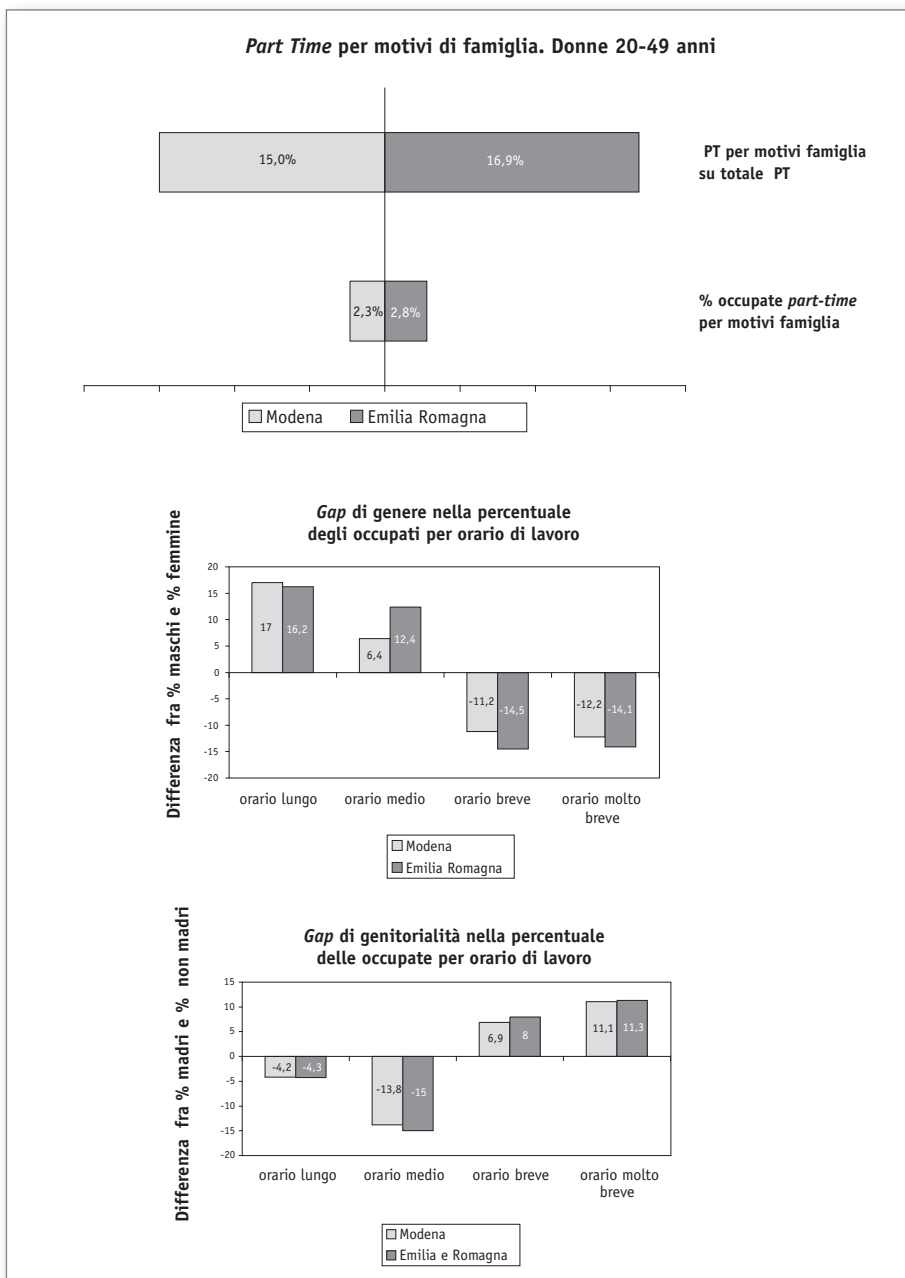 Part Time per motivi di famiglia. Donne 20-49 anni
15,0%
16,9%
PT per motivi famiglia
su totale PT
2,3%
2,8%
% occupate part-time
per motivi famiglia
Modena
Emilia Romagna
Gap di genere nella percentuale
degli occupati per orario di lavoro
Differenza fra % maschi e % femmine
20
15
10
5
0
-5
-10
-15
-20
17
16,2
6,4
12,4
-11,2
-14,5
-12,2
-14,1
orario lungo
orario medio
orario breve
orario molto
breve
Modena
Emilia Romagna
Gap di genitorialità nella percentuale
delle occupate per orario di lavoro
Differenza fra % madri e % non madri
15
10
5
0
-5
-10
-15
-20
-4,2
-4,3
-13,8
-15
6,9
8
11,1
11,3
orario lungo
orario medio
orario breve
orario molto
breve
Modena
Emilia e Romagna